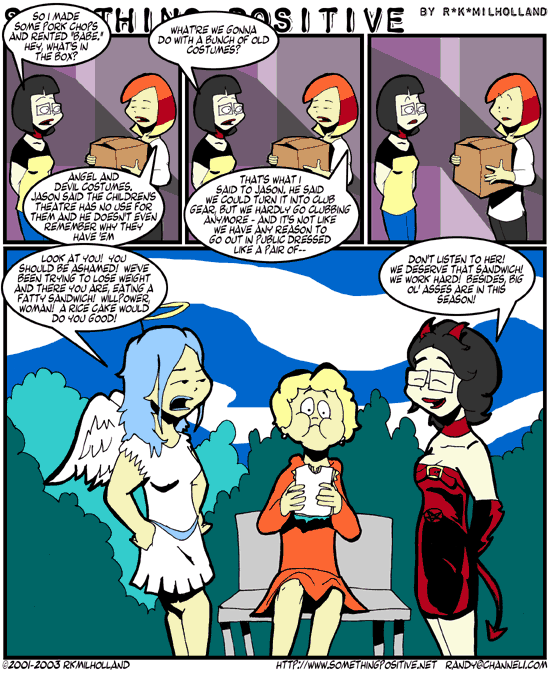 SOMETHING POSITIVE
BY R*K*MILHOLLAND
SO I MADE
SOME PORK CHOPS
AND RENTED "BABE."
HEY, WHAT'S IN
THE BOX?
ANGEL AND
DEVIL COSTUMES.
JASON SAID THE CHILDREN'S
THEATRE HAS NO USE FOR
THEM AND HE DOESN'T EVEN
REMEMBER WHY THEY
HAVE 'EM
WHAT'RE WE GONNA
DO WITH A BUNCH OF OLD
COSTUMES?
THAT'S WHAT I
SAID TO JASON. HE SAID
WE COULD TURN IT INTO CLUB
GEAR, BUT WE HARDLY GO CLUBBING
ANYMORE - AND IT'S NOT LIKE
WE HAVE ANY REASON TO
GO OUT IN PUBLIC DRESSED
LIKE A PAIR OF--
LOOK AT YOU! YOU
SHOULD BE ASHAMED! WE'VE
BEEN TRYING TO LOSE WEIGHT
AND THERE YOU ARE, EATING A
FATTY SANDWICH! WILLPOWER,
WOMAN! A RICE CAKE WOULD
DO YOU GOOD!
DON'T LISTEN TO HER!
WE DESERVE THAT SANDWICH!
WE WORK HARD! BESIDES, BIG
OL' ASSES ARE IN THIS
SEASON!
©2001-2003 RKMILHOLLAND
HTTP://WWW.SOMETHINGPOSITIVE.NET RANDY@CHANNEL1.COM